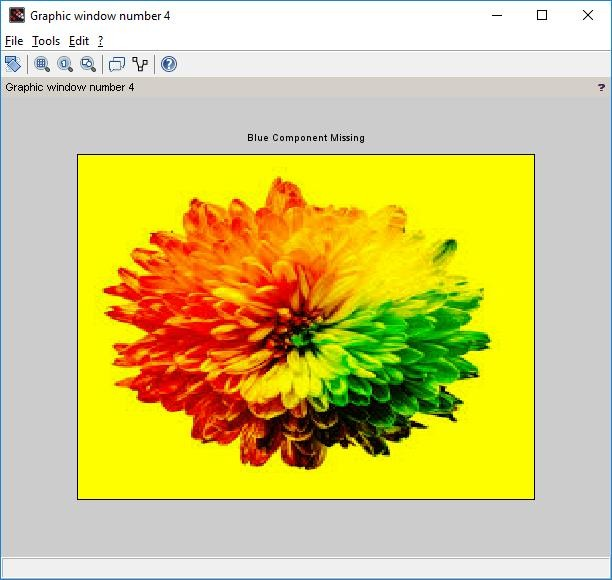 Graphic window number 4
File Tools Edit ?
Graphic window number 4 ?
Blue Component Missing